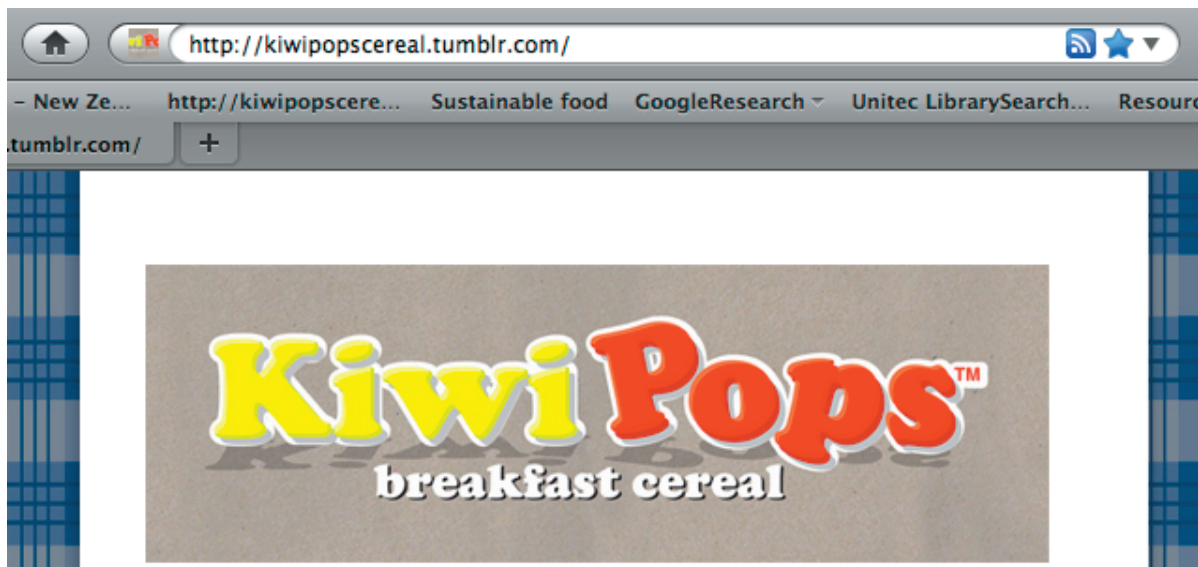 http://kiwipopscereal.tumblr.com/
- New Ze... http://kiwipopscere... Sustainable food GoogleResearch Unitec LibrarySearch... Resourc
.tumblr.com/ +
Kiwi Pops™
breakfast cereal